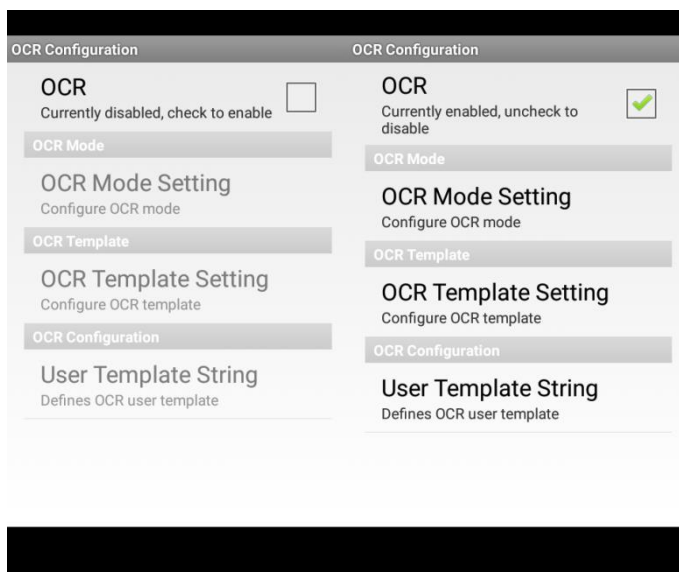 OCR Configuration
OCR
Currently disabled, check to enable
OCR Mode
OCR Mode Setting
Configure OCR mode
OCR Template
OCR Template Setting
Configure OCR template
OCR Configuration
User Template String
Defines OCR user template
OCR Configuration
OCR
Currently enabled, uncheck to
disable
OCR Mode
OCR Mode Setting
Configure OCR mode
OCR Template
OCR Template Setting
Configure OCR template
OCR Configuration
User Template String
Defines OCR user template